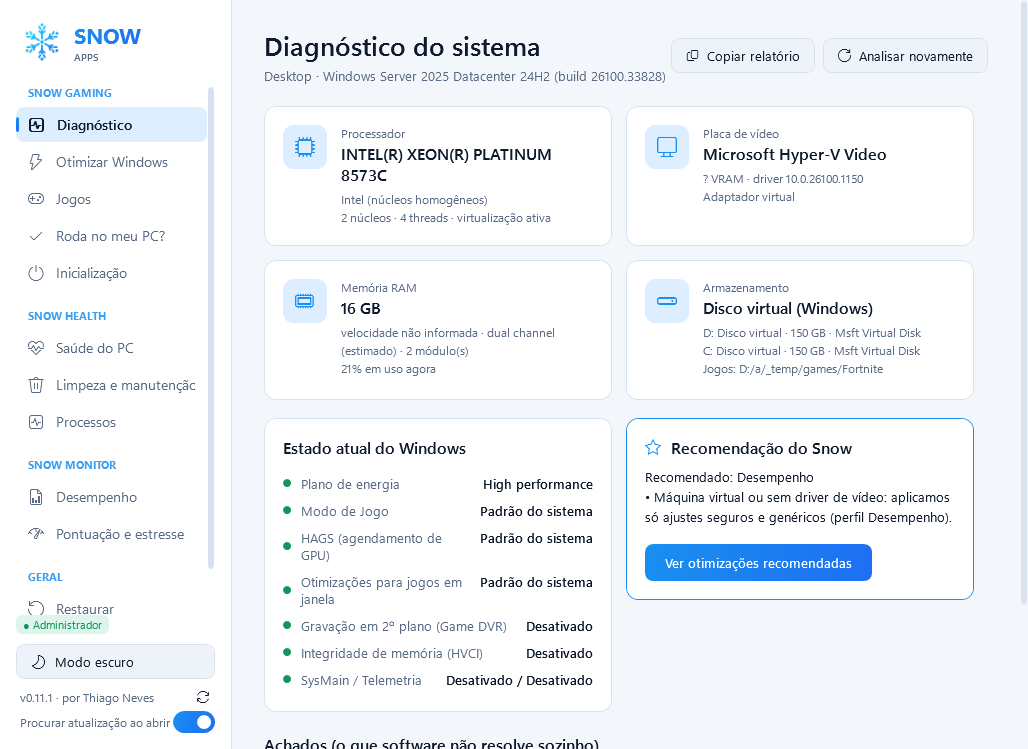 SNOW
APPS
SNOW GAMING
Diagnóstico
Otimizar Windows
Jogos
Roda no meu PC?
Inicialização
SNOW HEALTH
Saúde do PC
Limpeza e manutençãc
Processos
SNOW MONITOR
Desempenho
Pontuação e estresse
GERAL
Restaurar
Administrador
Modo escuro
v0.11.1 · por Thiago Neves
Procurar atualização ao abrir
Diagnóstico do sistema
Desktop · Windows Server 2025 Datacenter 24H2 (build 26100.33828)
Copiar relatório
Analisar novamente
Processador
INTEL(R) XEON(R) PLATINUM
8573C
Intel (núcleos homogêneos)
2 núcleos · 4 threads · virtualização ativa
Placa de vídeo
Microsoft Hyper-V Video
? VRAM · driver 10.0.26100.1150
Adaptador virtual
Memória RAM
16 GB
velocidade não informada · dual channel
(estimado) · 2 módulo(s)
21% em uso agora
Armazenamento
Disco virtual (Windows)
D: Disco virtual · 150 GB · Msft Virtual Disk
C: Disco virtual · 150 GB · Msft Virtual Disk
Jogos: D:/a/_temp/games/Fortnite
Estado atual do Windows
Plano de energia High performance
Modo de Jogo Padrão do sistema
HAGS (agendamento de Padrão do sistema
GPU)
Otimizações para jogos em Padrão do sistema
janela
Gravação em 2º plano (Game DVR) Desativado
Integridade de memória (HVCI) Desativado
SysMain / Telemetria Desativado / Desativado
Recomendação do Snow
Recomendado: Desempenho
• Máquina virtual ou sem driver de vídeo: aplicamos
só ajustes seguros e genéricos (perfil Desempenho).
Ver otimizações recomendadas
Achados (o que software não resolve sozinho)